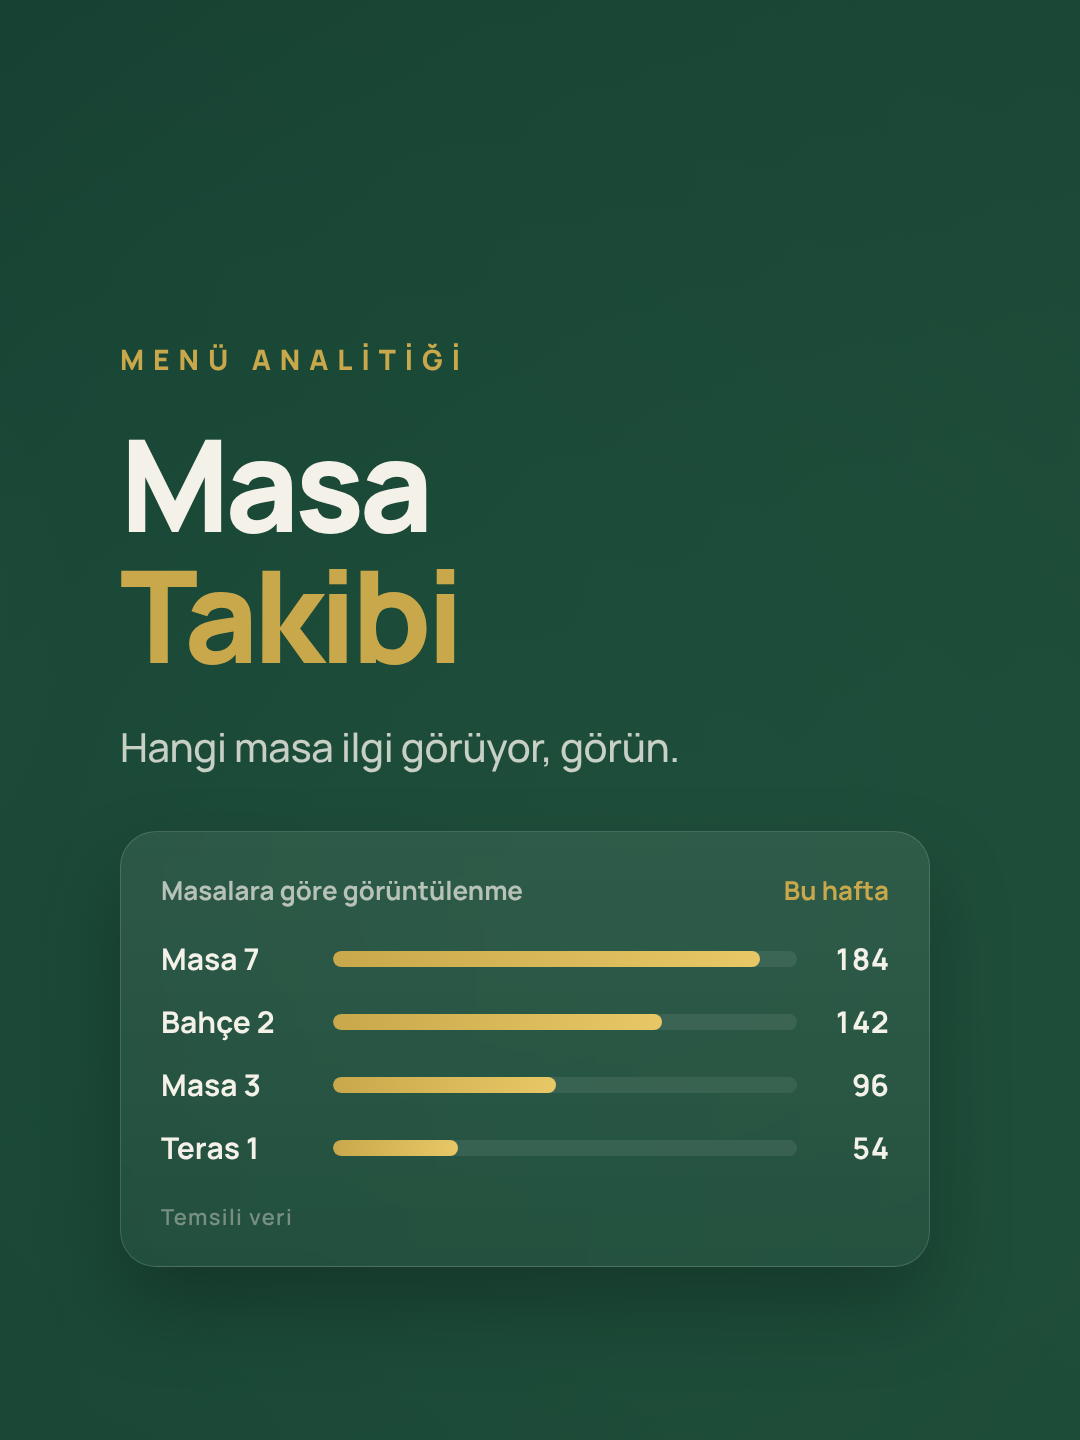 MENÜ ANALİTİĞİ
Masa
Takibi
Hangi masa ilgi görüyor, görün.
Masalara göre görüntülenme Bu hafta
Masa 7 184
Bahçe 2 142
Masa 3 96
Teras 1 54
Temsili veri